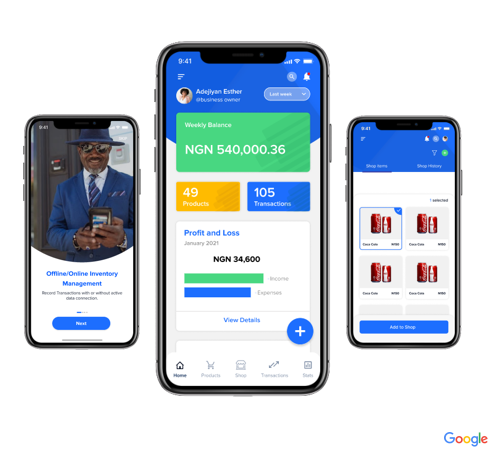 9:41
Offline/Online Inventory
Management
Record Transactions with or without active
data connection.
Next
9:41
Adejiyan Esther
@business owner
Last week
Weekly Balance
NGN 540,000.36
49
Products
105
Transactions
Profit and Loss
January 2021
NGN 34,600
Income
Expenses
View Details
+
Home
Products
Shop
Transactions
Stats
9:41
Shop Items
Shop History
1 selected
Coca Cola
N150
Coca Cola
N150
Coca Cola
Coca Cola
Add to Shop
Google